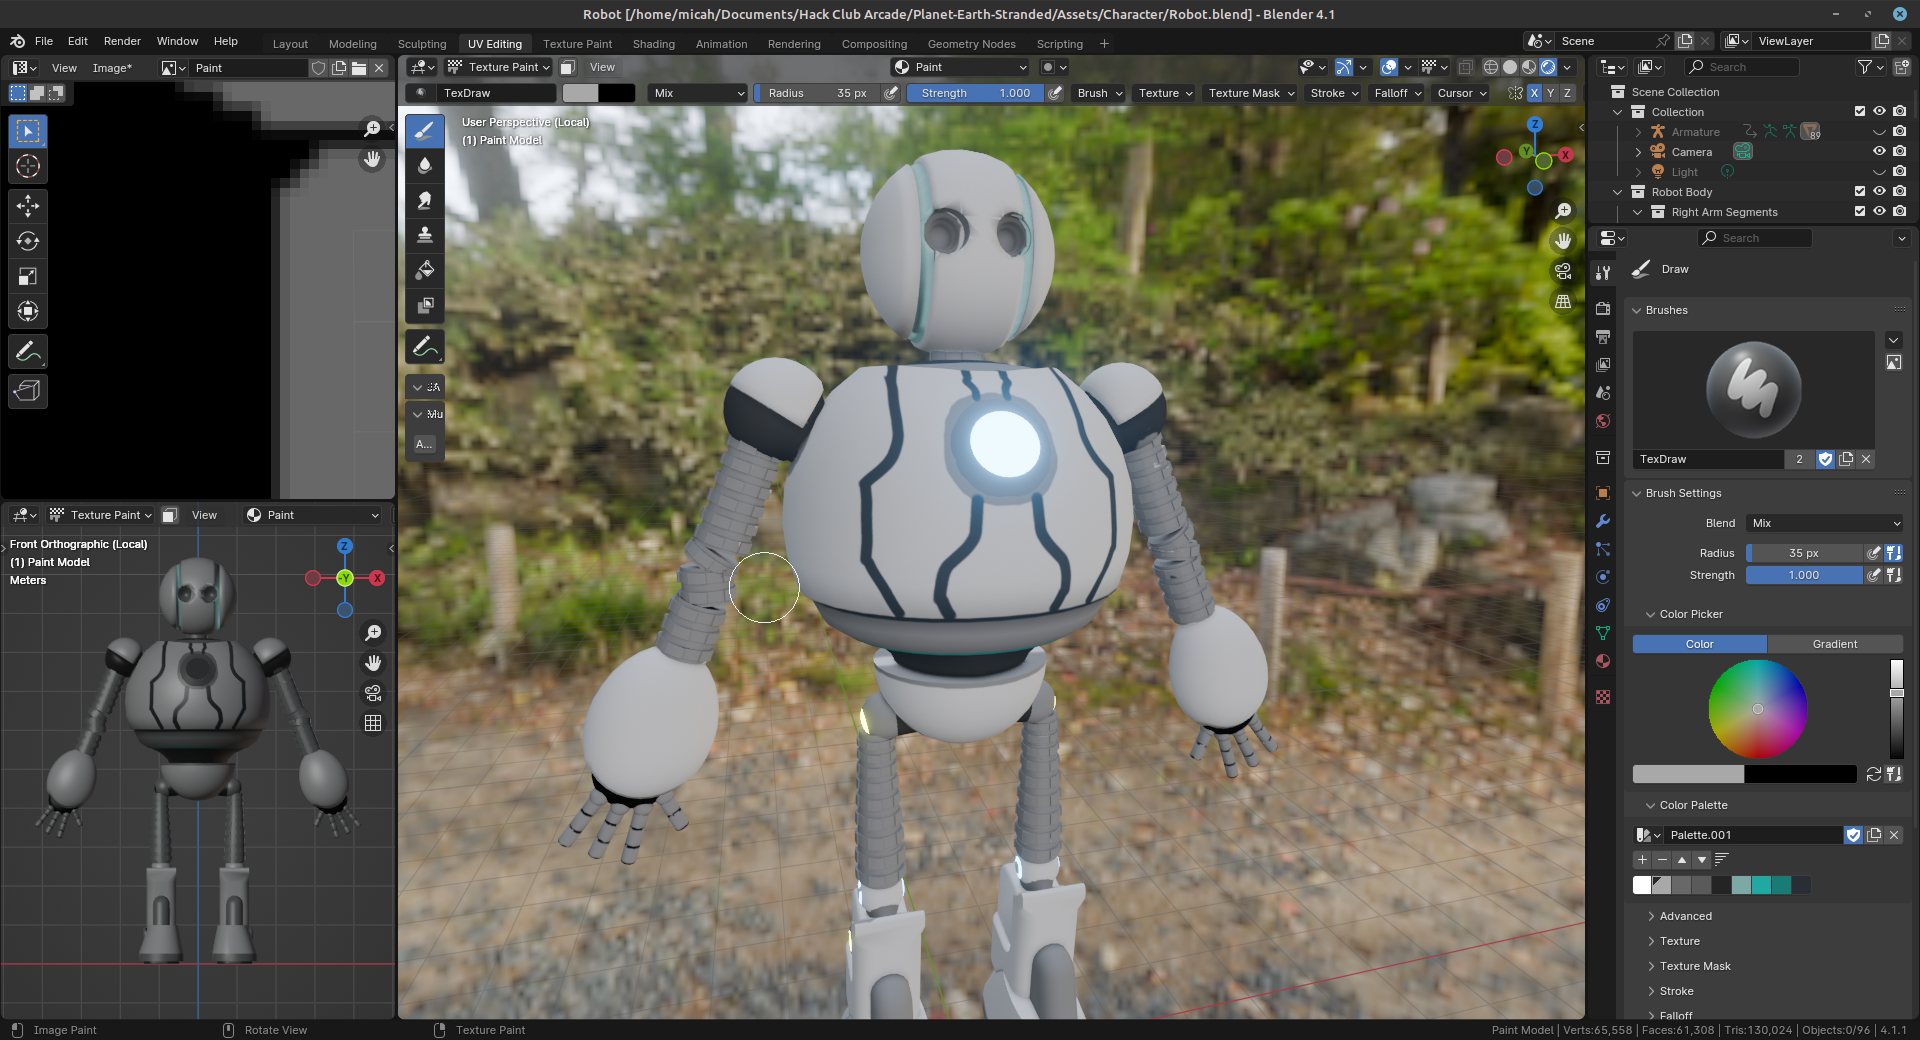 Robot [/home/micah/Documents/Hack Club Arcade/Planet-Earth-Stranded/Assets/Character/Robot.blend] - Blender 4.1
File Edit Render Window Help Layout Modeling Sculpting UV Editing Texture Paint Shading Animation Rendering Compositing Geometry Nodes Scripting + Scene ViewLayer
View Image* Paint
Texture Paint View Paint
Search
TexDraw Mix Radius 35 px Strength 1.000 Brush Texture Texture Mask Stroke Falloff Cursor X Y Z
User Perspective (Local)
(1) Paint Model
Z
Y
X
Mu
A...
Texture Paint View Paint
Front Orthographic (Local)
(1) Paint Model
Meters
Z
-Y
X
Scene Collection
Collection
Armature 89
Camera
Light
Robot Body
Right Arm Segments
Search
Draw
Brushes
TexDraw 2
Brush Settings
Blend Mix
Radius 35 px
Strength 1.000
Color Picker
Color Gradient
Color Palette
Palette.001
Advanced
Texture
Texture Mask
Stroke
Falloff
Image Paint Rotate View Texture Paint Paint Model | Verts:65,558 | Faces:61,308 | Tris:130,024 | Objects:0/96 | 4.1.1